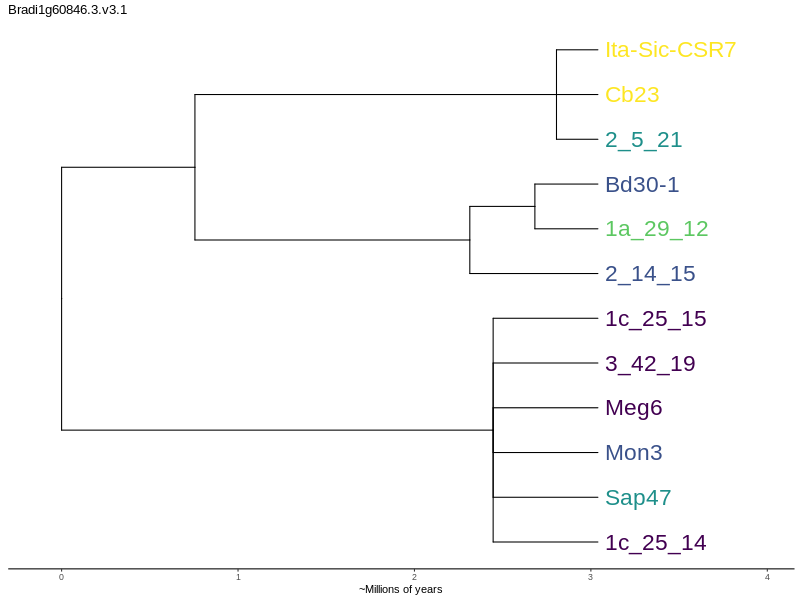 Bradi1g60846.3.v3.1
Ita-Sic-CSR7
Cb23
2_5_21
Bd30-1
1a_29_12
2_14_15
1c_25_15
3_42_19
Meg6
Mon3
Sap47
1c_25_14
0 1 2 3 4
~Millions of years